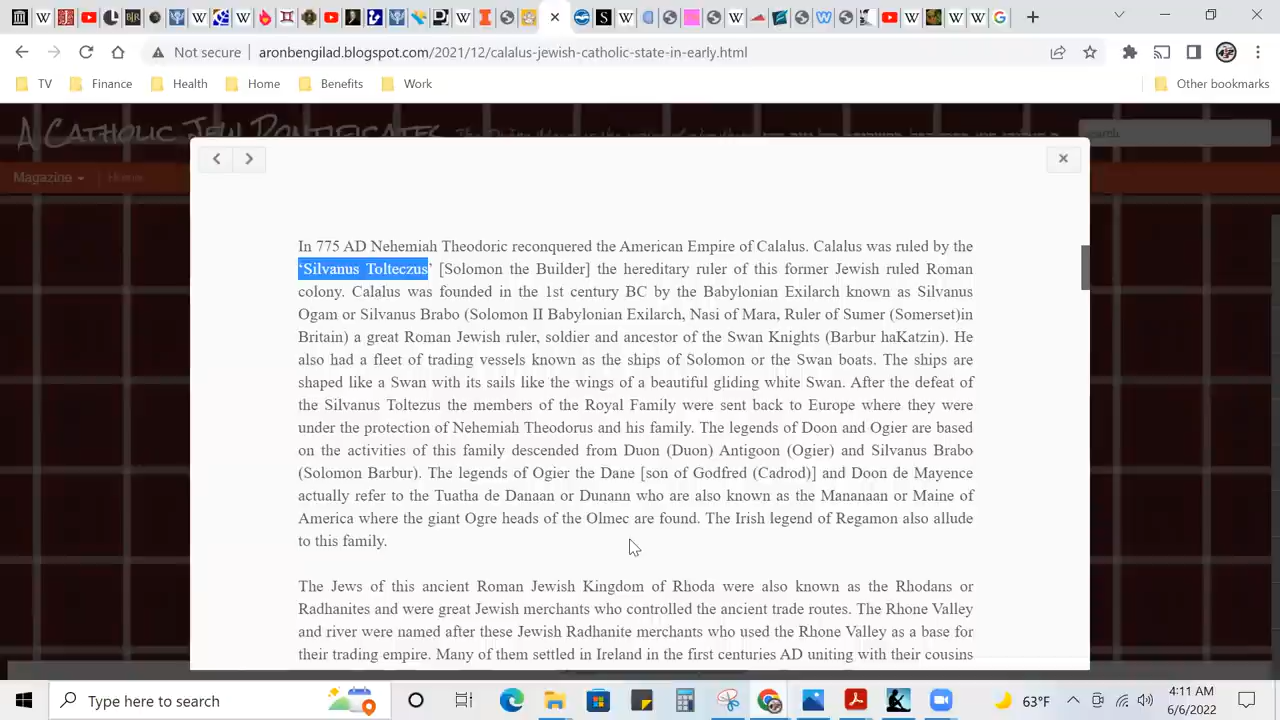 Not secure
aronbengilad.blogspot.com/2021/12/calalus-jewish-catholic-state-in-early.html
TV Finance Health Home Benefits Work Other bookmarks
A Catholic Jew Pontificates
search
Magazine Home
In 775 AD Nehemiah Theodoric reconquered the American Empire of Calalus. Calalus was ruled by the
‘Silvanus Tolteczus’ [Solomon the Builder] the hereditary ruler of this former Jewish ruled Roman
colony. Calalus was founded in the 1st century BC by the Babylonian Exilarch known as Silvanus
Ogam or Silvanus Brabo (Solomon II Babylonian Exilarch, Nasi of Mara, Ruler of Sumer (Somerset)in
Britain) a great Roman Jewish ruler, soldier and ancestor of the Swan Knights (Barbur haKatzin). He
also had a fleet of trading vessels known as the ships of Solomon or the Swan boats. The ships are
shaped like a Swan with its sails like the wings of a beautiful gliding white Swan. After the defeat of
the Silvanus Toltezus the members of the Royal Family were sent back to Europe where they were
under the protection of Nehemiah Theodorus and his family. The legends of Doon and Ogier are based
on the activities of this family descended from Duon (Duon) Antigoon (Ogier) and Silvanus Brabo
(Solomon Barbur). The legends of Ogier the Dane [son of Godfred (Cadrod)] and Doon de Mayence
actually refer to the Tuatha de Danaan or Dunann who are also known as the Mananaan or Maine of
America where the giant Ogre heads of the Olmec are found. The Irish legend of Regamon also allude
to this family.
The Jews of this ancient Roman Jewish Kingdom of Rhoda were also known as the Rhodans or
Radhanites and were great Jewish merchants who controlled the ancient trade routes. The Rhone Valley
and river were named after these Jewish Radhanite merchants who used the Rhone Valley as a base for
their trading empire. Many of them settled in Ireland in the first centuries AD uniting with their cousins
Type here to search
63°F
4:11 AM
6/6/2022